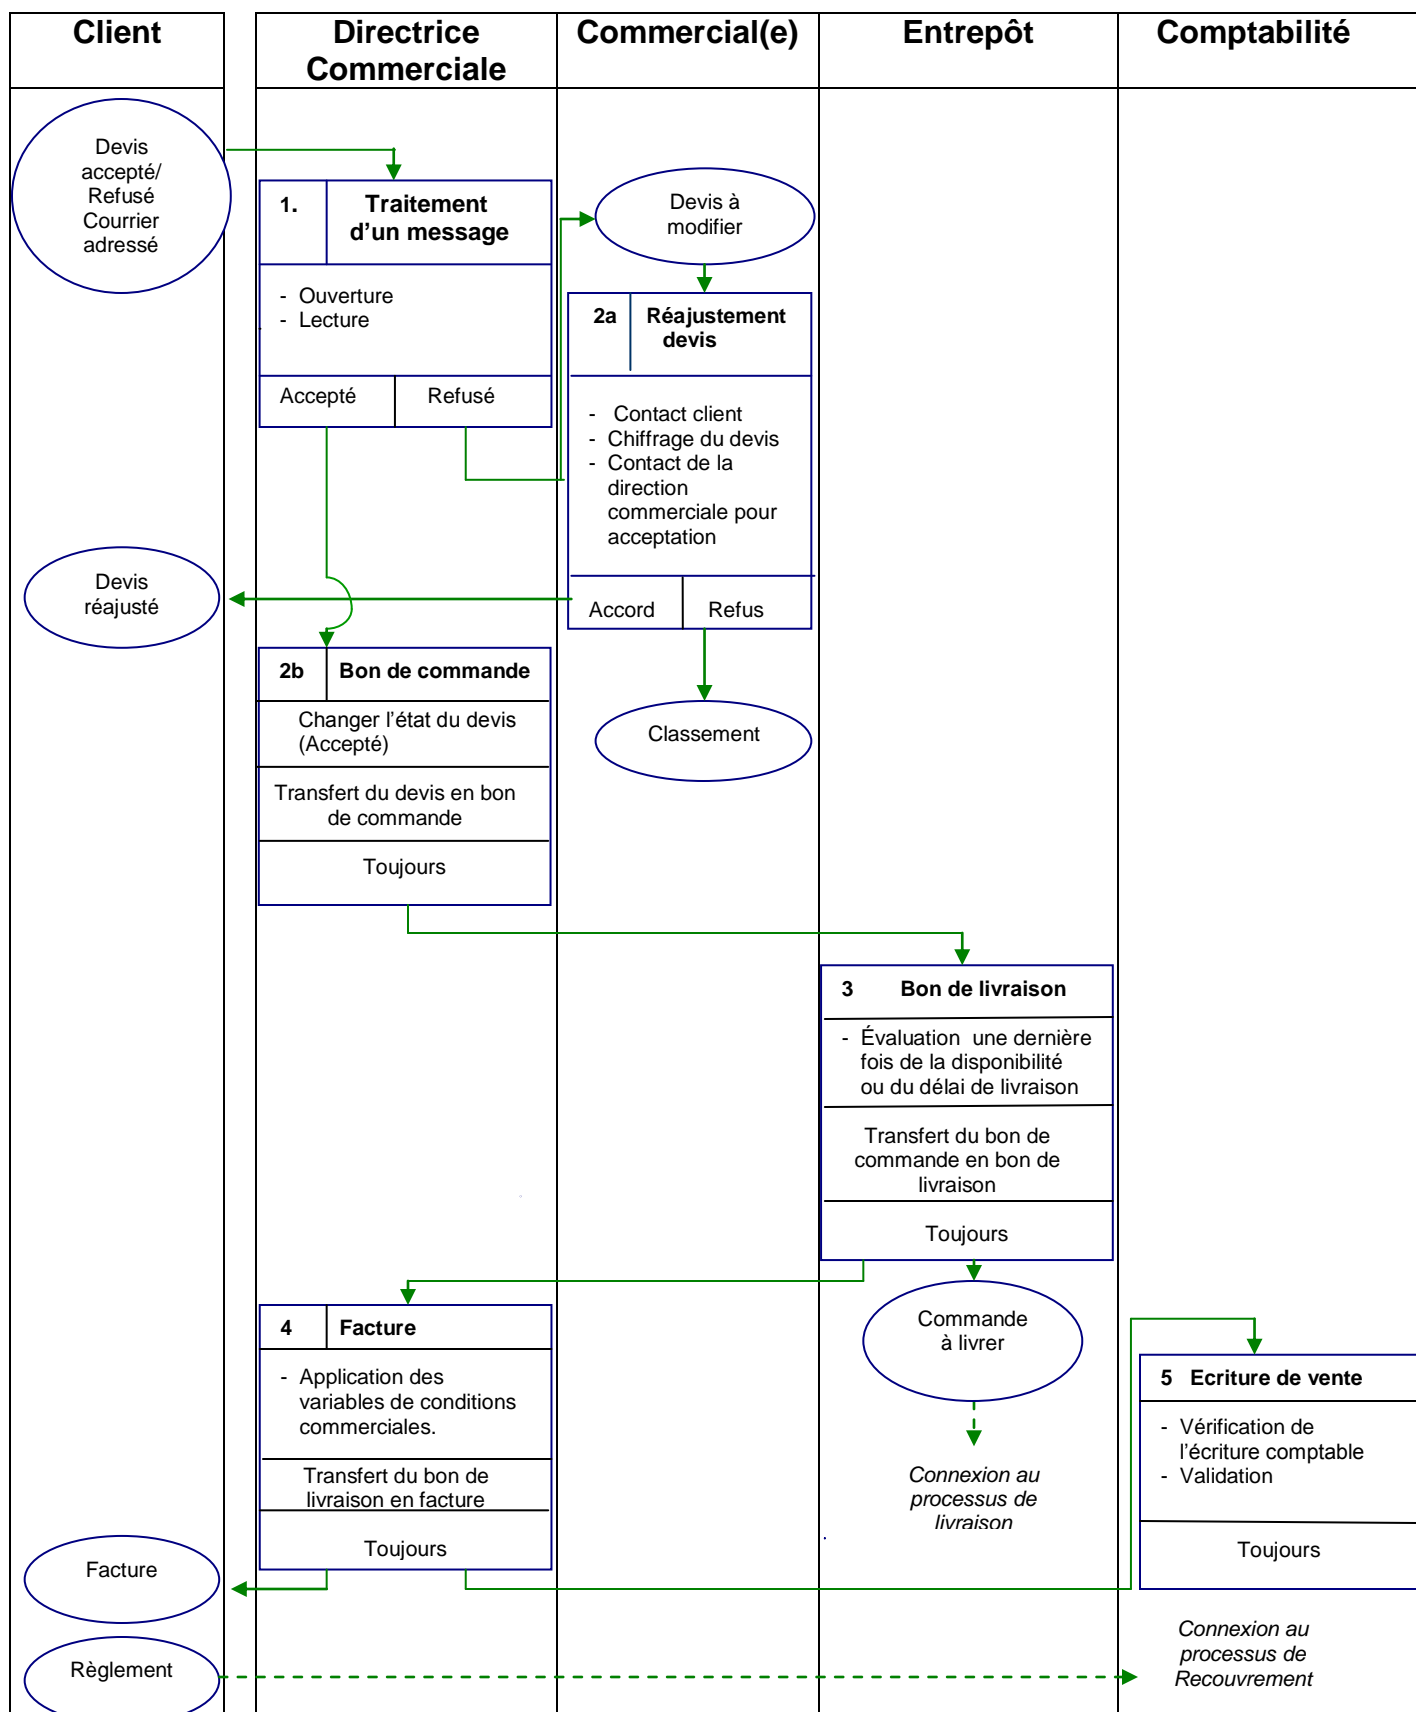 Client
Directrice
Commerciale
Commercial(e)
Entrepôt
Comptabilité
Devis
accepté/
Refusé
Courrier
adressé
1.
Traitement
d’un message
- Ouverture
- Lecture
Accepté
Refusé
Devis à
modifier
2a
Réajustement
devis
- Contact client
- Chiffrage du devis
- Contact de la
direction
commerciale pour
acceptation
Accord
Refus
Devis
réajusté
Classement
2b
Bon de commande
Changer l’état du devis
(Accepté)
Transfert du devis en bon
de commande
Toujours
3
Bon de livraison
- Évaluation une dernière
fois de la disponibilité
ou du délai de livraison
Transfert du bon de
commande en bon de
livraison
Toujours
Commande
à livrer
Connexion au
processus de
livraison
4
Facture
- Application des
variables de conditions
commerciales.
Transfert du bon de
livraison en facture
Toujours
5 Ecriture de vente
- Vérification de
l’écriture comptable
- Validation
Toujours
Facture
Règlement
Connexion au
processus de
Recouvrement